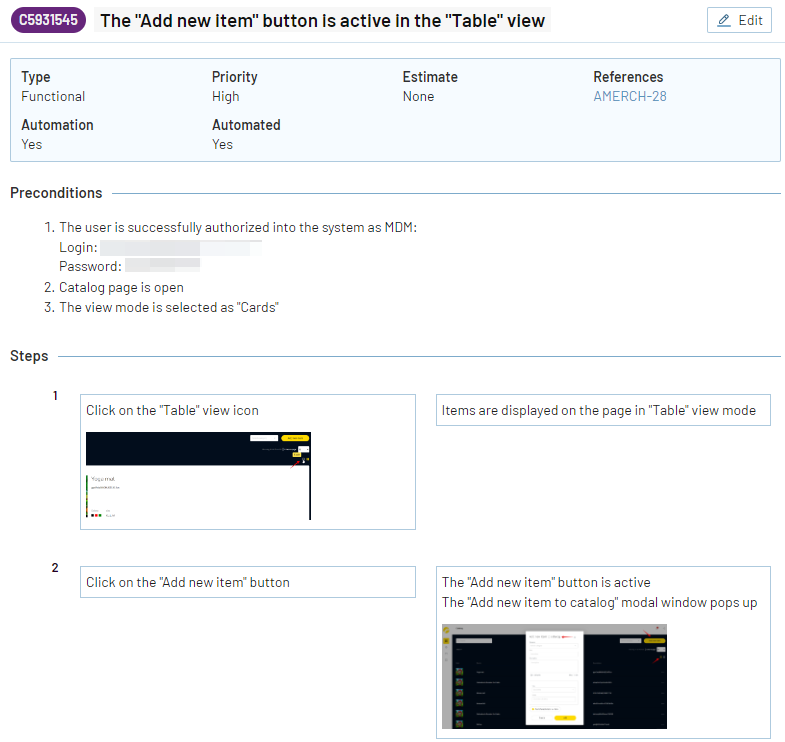 C5931545 The "Add new item" button is active in the "Table" view Edit
Type Priority Estimate References
Functional High None AMERCH-28
Automation Automated
Yes Yes
Preconditions
1. The user is successfully authorized into the system as MDM:
Login:
Password:
2. Catalog page is open
3. The view mode is selected as "Cards"
Steps
1
Click on the "Table" view icon Items are displayed on the page in "Table" view mode
Yoga mat
2
Click on the "Add new item" button The "Add new item" button is active
The "Add new item to catalog" modal window pops up